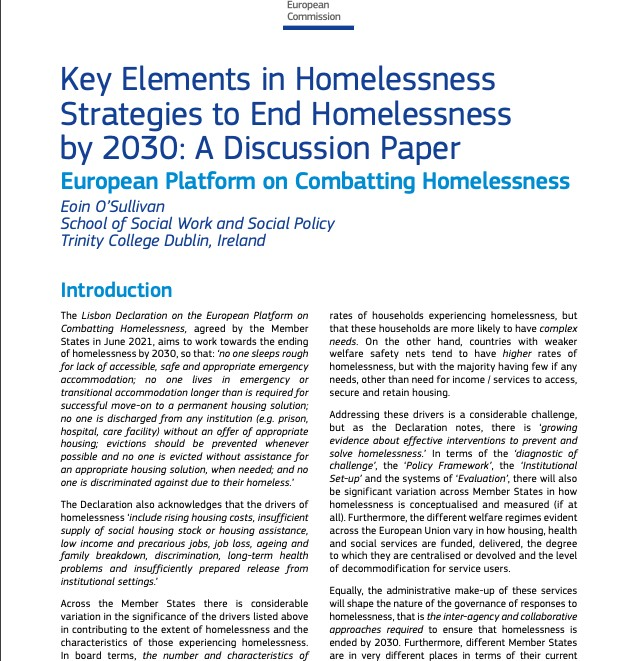 European
Commission
Key Elements in Homelessness
Strategies to End Homelessness
by 2030: A Discussion Paper
European Platform on Combatting Homelessness
Eoin O'Sullivan
School of Social Work and Social Policy
Trinity College Dublin, Ireland
Introduction
The Lisbon Declaration on the European Platform on
Combatting Homelessness, agreed by the Member
States in June 2021, aims to work towards the ending
of homelessness by 2030, so that: 'no one sleeps rough
for lack of accessible, safe and appropriate emergency
accommodation; no one lives in emergency or
transitional accommodation longer than is required for
successful move-on to a permanent housing solution;
no one is discharged from any institution (e.g. prison,
hospital, care facility) without an offer of appropriate
housing; evictions should be prevented whenever
possible and no one is evicted without assistance for
an appropriate housing solution, when needed; and no
one is discriminated against due to their homeless.'
The Declaration also acknowledges that the drivers of
homelessness 'include rising housing costs, insufficient
supply of social housing stock or housing assistance,
low income and precarious jobs, job loss, ageing and
family breakdown, discrimination, long-term health
problems and insufficiently prepared release from
institutional settings.'
Across the Member States there is considerable
variation in the significance of the drivers listed above
in contributing to the extent of homelessness and the
characteristics of those experiencing homelessness.
In board terms, the number and characteristics of
rates of households experiencing homelessness, but
that these households are more likely to have complex
needs. On the other hand, countries with weaker
welfare safety nets tend to have higher rates of
homelessness, but with the majority having few if any
needs, other than need for income / services to access,
secure and retain housing.
Addressing these drivers is a considerable challenge,
but as the Declaration notes, there is 'growing
evidence about effective interventions to prevent and
solve homelessness.' In terms of the 'diagnostic of
challenge', the 'Policy Framework', the 'Institutional
Set-up' and the systems of 'Evaluation', there will also
be significant variation across Member States in how
homelessness is conceptualised and measured (if at
all). Furthermore, the different welfare regimes evident
across the European Union vary in how housing, health
and social services are funded, delivered, the degree
to which they are centralised or devolved and the level
of decommodification for service users.
Equally, the administrative make-up of these services
will shape the nature of the governance of responses to
homelessness, that is the inter-agency and collaborative
approaches required to ensure that homelessness is
ended by 2030. Furthermore, different Member States
are in very different places in terms of their current